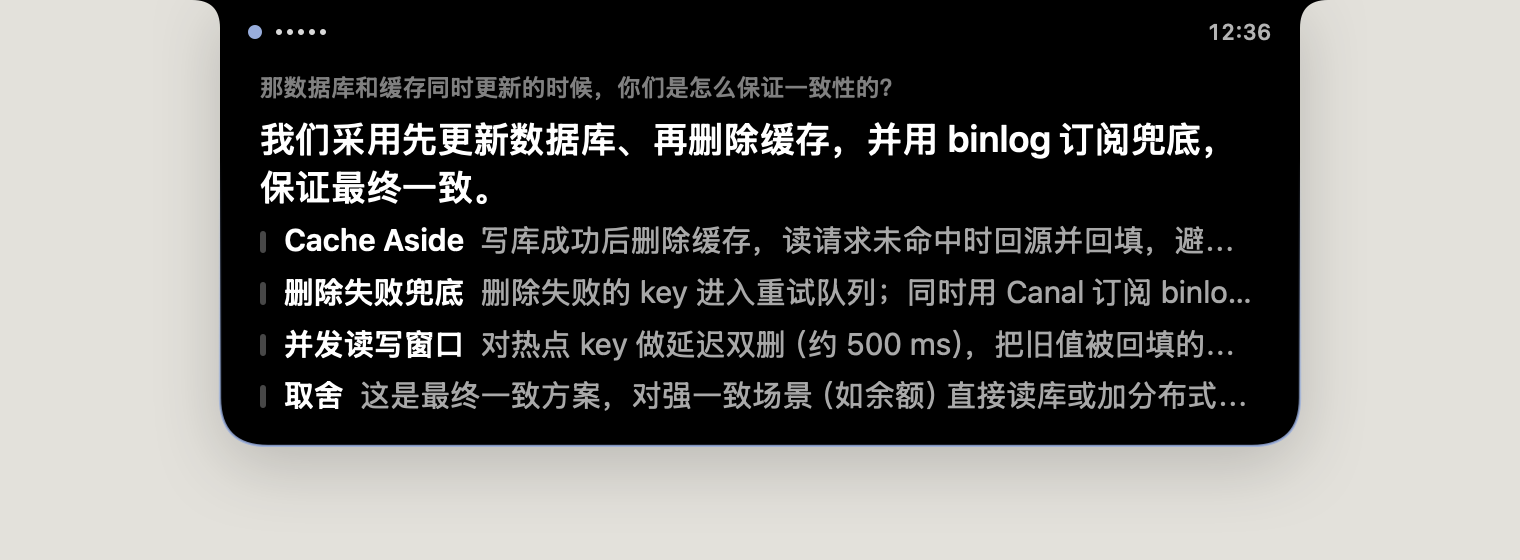 12:36
那数据库和缓存同时更新的时候，你们是怎么保证一致性的?
我们采用先更新数据库、再删除缓存，并用 binlog 订阅兜底，
保证最终一致。
Cache Aside 写库成功后删除缓存，读请求未命中时回源并回填，避…
删除失败兜底 删除失败的 key 进入重试队列；同时用 Canal 订阅 binlo…
并发读写窗口 对热点 key 做延迟双删（约 500 ms），把旧值被回填的…
取舍 这是最终一致方案，对强一致场景（如余额）直接读库或加分布式…